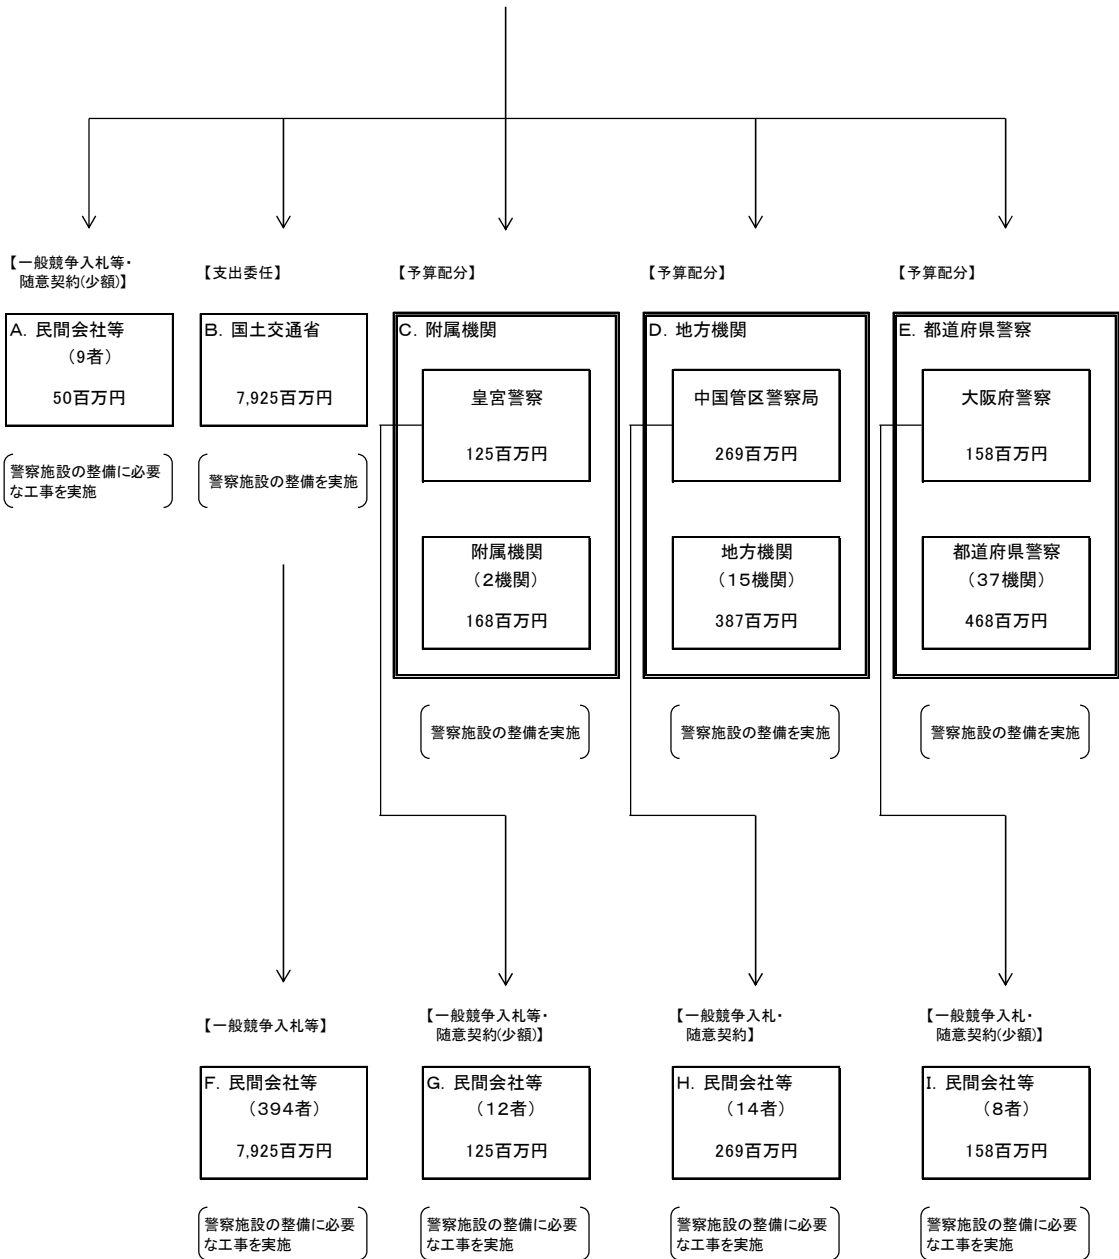 【一般競争入札等・
随意契約(少額)】
A．民間会社等
（9者）
50百万円
警察施設の整備に必要
な工事を実施
【支出委任】
B．国土交通省
7,925百万円
警察施設の整備を実施
【予算配分】
C．附属機関
皇宮警察
125百万円
附属機関
（2機関）
168百万円
警察施設の整備を実施
【予算配分】
D．地方機関
中国管区警察局
269百万円
地方機関
（15機関）
387百万円
警察施設の整備を実施
【予算配分】
E．都道府県警察
大阪府警察
158百万円
都道府県警察
（37機関）
468百万円
警察施設の整備を実施
【一般競争入札等】
F．民間会社等
（394者）
7,925百万円
警察施設の整備に必要
な工事を実施
【一般競争入札等・
随意契約(少額)】
G．民間会社等
（12者）
125百万円
警察施設の整備に必要
な工事を実施
【一般競争入札・
随意契約】
H．民間会社等
（14者）
269百万円
警察施設の整備に必要
な工事を実施
【一般競争入札・
随意契約(少額)】
I．民間会社等
（8者）
158百万円
警察施設の整備に必要
な工事を実施